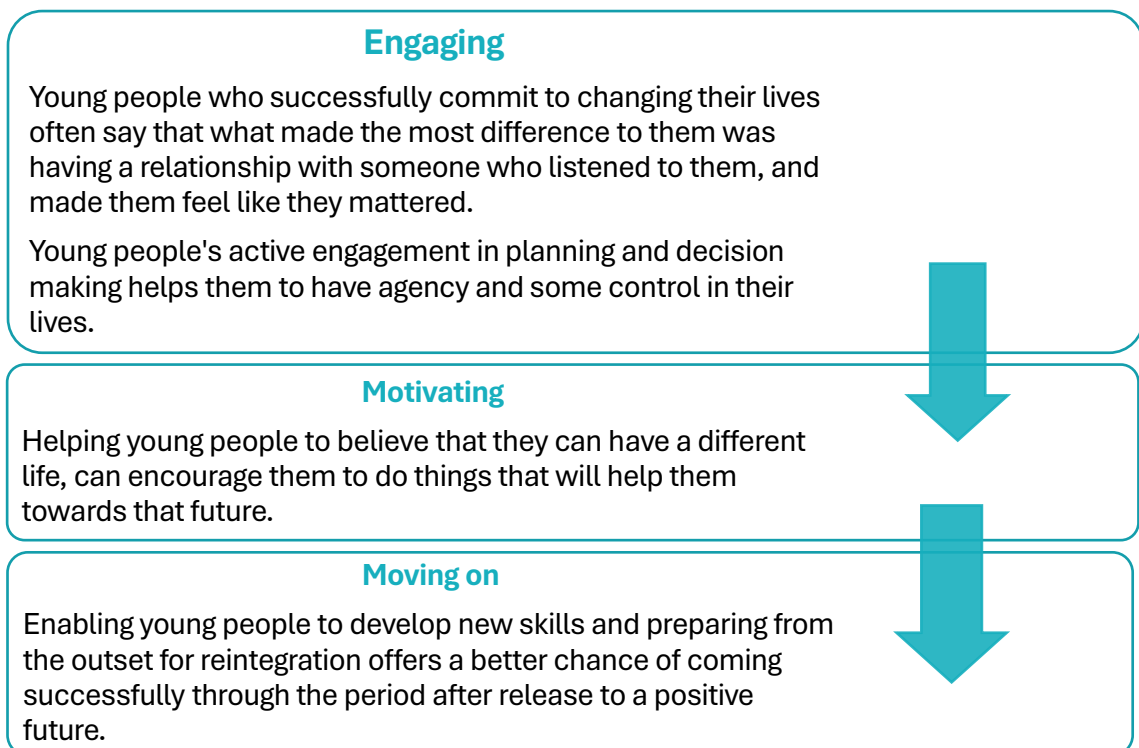 Engaging
Young people who successfully commit to changing their lives
often say that what made the most difference to them was
having a relationship with someone who listened to them, and
made them feel like they mattered.
Young people's active engagement in planning and decision
making helps them to have agency and some control in their
lives.
Motivating
Helping young people to believe that they can have a different
life, can encourage them to do things that will help them
towards that future.
Moving on
Enabling young people to develop new skills and preparing from
the outset for reintegration offers a better chance of coming
successfully through the period after release to a positive
future.